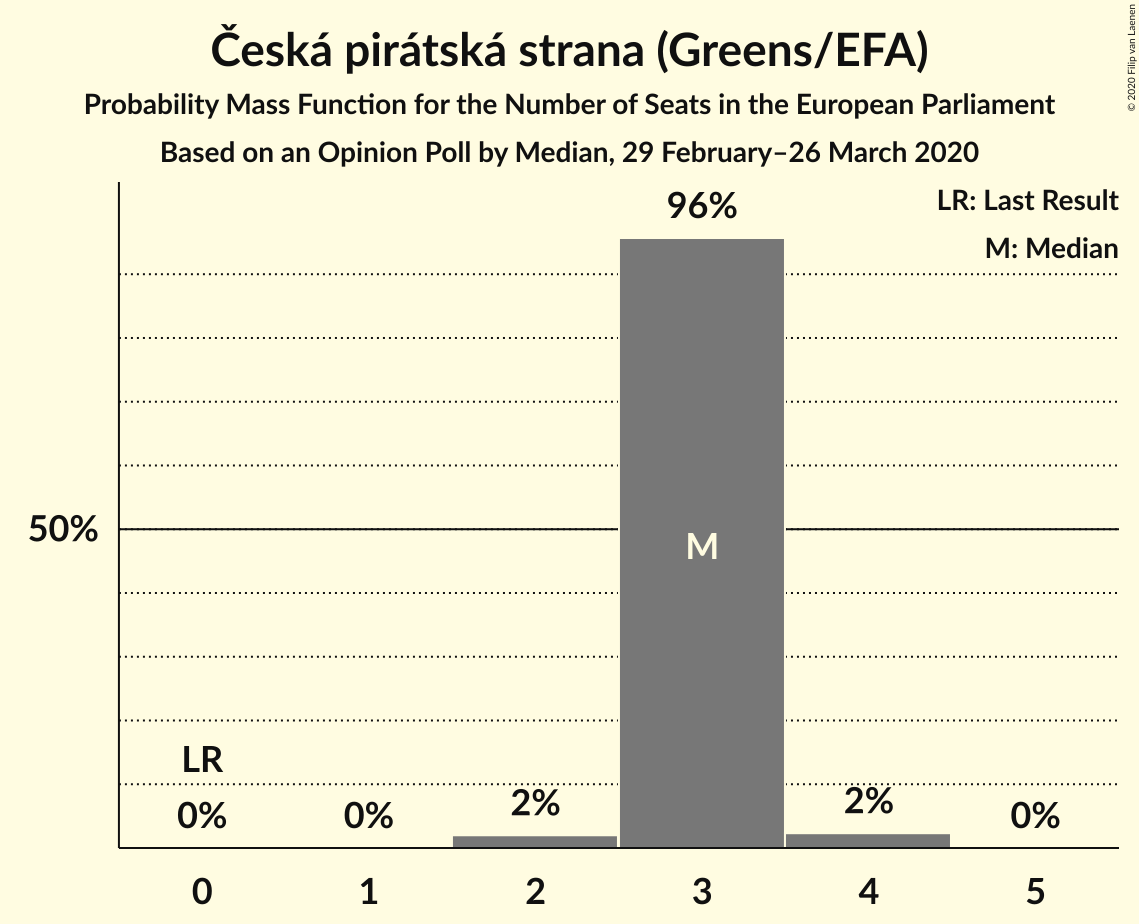 Česká pirátská strana (Greens/EFA)
Probability Mass Function for the Number of Seats in the European Parliament
Based on an Opinion Poll by Median, 29 February–26 March 2020
© 2020 Filip van Laenen
LR: Last Result
M: Median
96%
50%
M
LR
0%
0%
2%
2%
0%
0
1
2
3
4
5